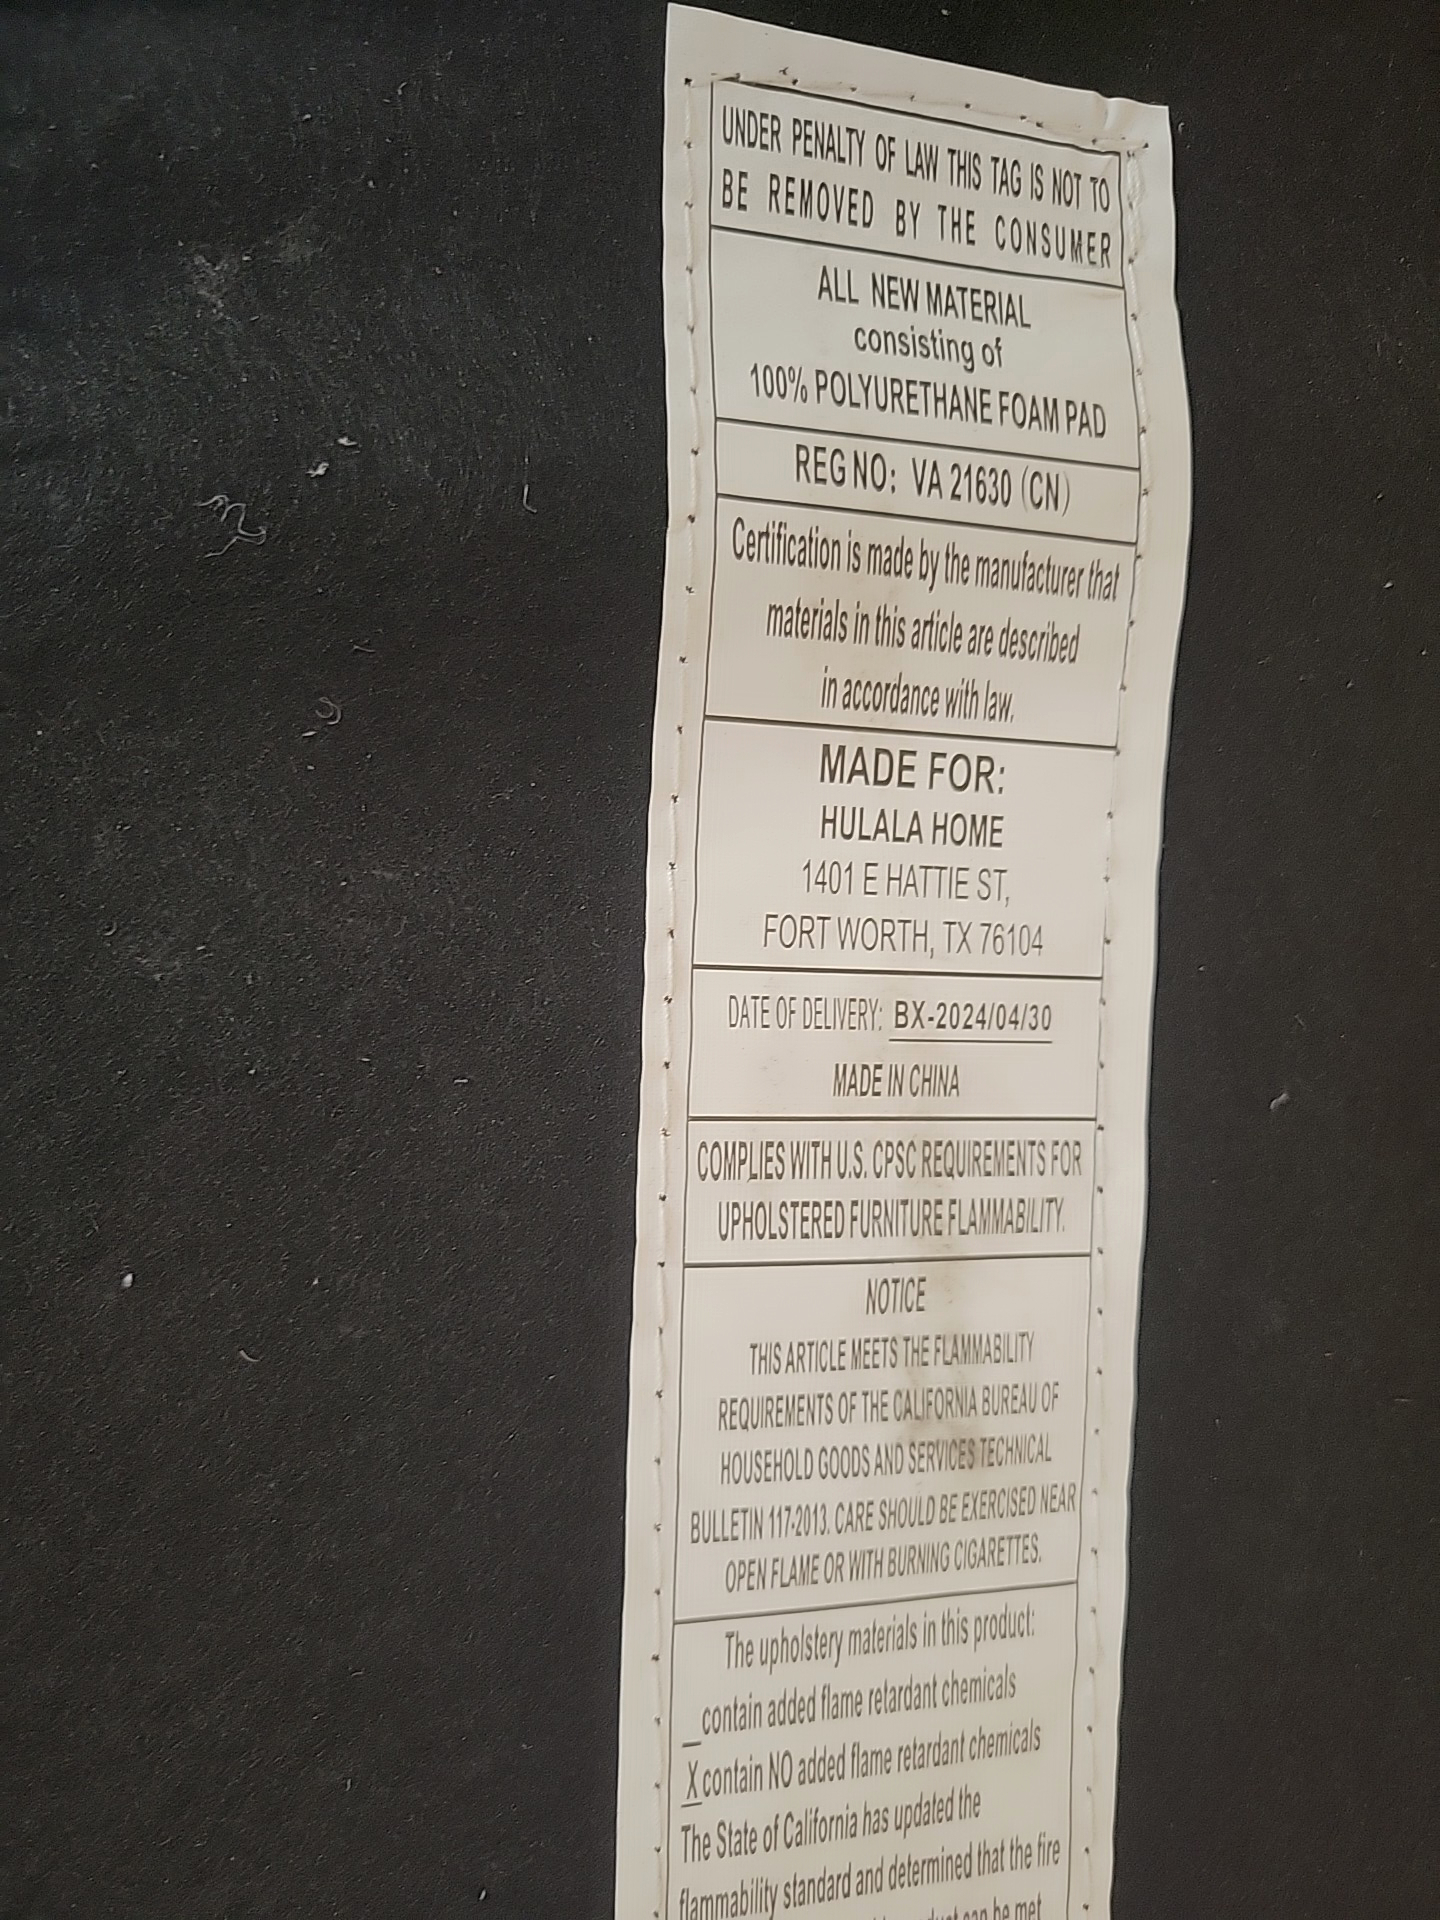 UNDER PENALTY OF LAW THIS TAG IS NOT TO
BE REMOVED BY THE CONSUMER
ALL NEW MATERIAL
consisting of
100% POLYURETHANE FOAM PAD
REG NO: VA 21630 (CN)
Certification is made by the manufacturer that
materials in this article are described
in accordance with law.
MADE FOR:
HULALA HOME
1401 E HATTIE ST,
FORT WORTH, TX 76104
DATE OF DELIVERY: BX-2024/04/30
MADE IN CHINA
COMPLIES WITH U.S. CPSC REQUIREMENTS FOR
UPHOLSTERED FURNITURE FLAMMABILITY.
NOTICE
THIS ARTICLE MEETS THE FLAMMABILITY
REQUIREMENTS OF THE CALIFORNIA BUREAU OF
HOUSEHOLD GOODS AND SERVICES TECHNICAL
BULLETIN 117-2013. CARE SHOULD BE EXERCISED NEAR
OPEN FLAME OR WITH BURNING CIGARETTES.
The upholstery materials in this product:
_contain added flame retardant chemicals
X contain NO added flame retardant chemicals
The State of California has updated the
flammability standard and determined that the fire
can be met